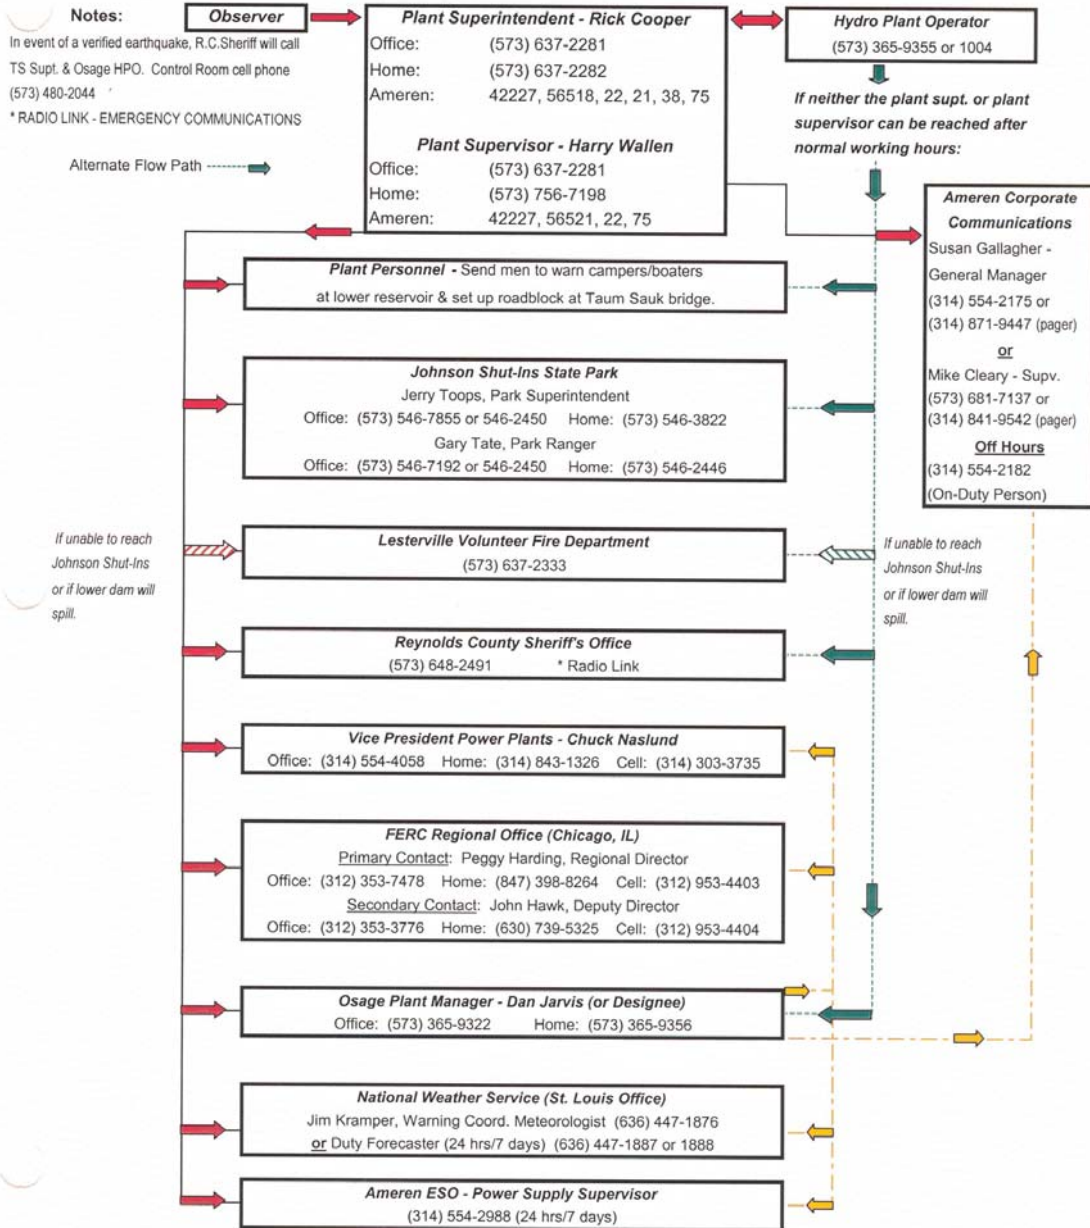 Notes:
Observer
In event of a verified earthquake, R.C.Sheriff will call
TS Supt. & Osage HPO. Control Room cell phone
(573) 480-2044
* RADIO LINK - EMERGENCY COMMUNICATIONS
Alternate Flow Path
Plant Superintendent - Rick Cooper
Office: (573) 637-2281
Home: (573) 637-2282
Ameren: 42227, 56518, 22, 21, 38, 75
Plant Supervisor - Harry Wallen
Office: (573) 637-2281
Home: (573) 756-7198
Ameren: 42227, 56521, 22, 75
Hydro Plant Operator
(573) 365-9355 or 1004
If neither the plant supt. or plant
supervisor can be reached after
normal working hours:
Ameren Corporate
Communications
Susan Gallagher -
General Manager
(314) 554-2175 or
(314) 871-9447 (pager)
or
Mike Cleary - Supv.
(573) 681-7137 or
(314) 841-9542 (pager)
Off Hours
(314) 554-2182
(On-Duty Person)
Plant Personnel - Send men to warn campers/boaters
at lower reservoir & set up roadblock at Taum Sauk bridge.
Johnson Shut-Ins State Park
Jerry Toops, Park Superintendent
Office: (573) 546-7855 or 546-2450 Home: (573) 546-3822
Gary Tate, Park Ranger
Office: (573) 546-7192 or 546-2450 Home: (573) 546-2446
If unable to reach
Johnson Shut-Ins
or if lower dam will
spill.
Lesterville Volunteer Fire Department
(573) 637-2333
If unable to reach
Johnson Shut-Ins
or if lower dam will
spill.
Reynolds County Sheriff's Office
(573) 648-2491 * Radio Link
Vice President Power Plants - Chuck Naslund
Office: (314) 554-4058 Home: (314) 843-1326 Cell: (314) 303-3735
FERC Regional Office (Chicago, IL)
Primary Contact: Peggy Harding, Regional Director
Office: (312) 353-7478 Home: (847) 398-8264 Cell: (312) 953-4403
Secondary Contact: John Hawk, Deputy Director
Office: (312) 353-3776 Home: (630) 739-5325 Cell: (312) 953-4404
Osage Plant Manager - Dan Jarvis (or Designee)
Office: (573) 365-9322 Home: (573) 365-9356
National Weather Service (St. Louis Office)
Jim Kramper, Warning Coord. Meteorologist (636) 447-1876
or Duty Forecaster (24 hrs/7 days) (636) 447-1887 or 1888
Ameren ESO - Power Supply Supervisor
(314) 554-2988 (24 hrs/7 days)